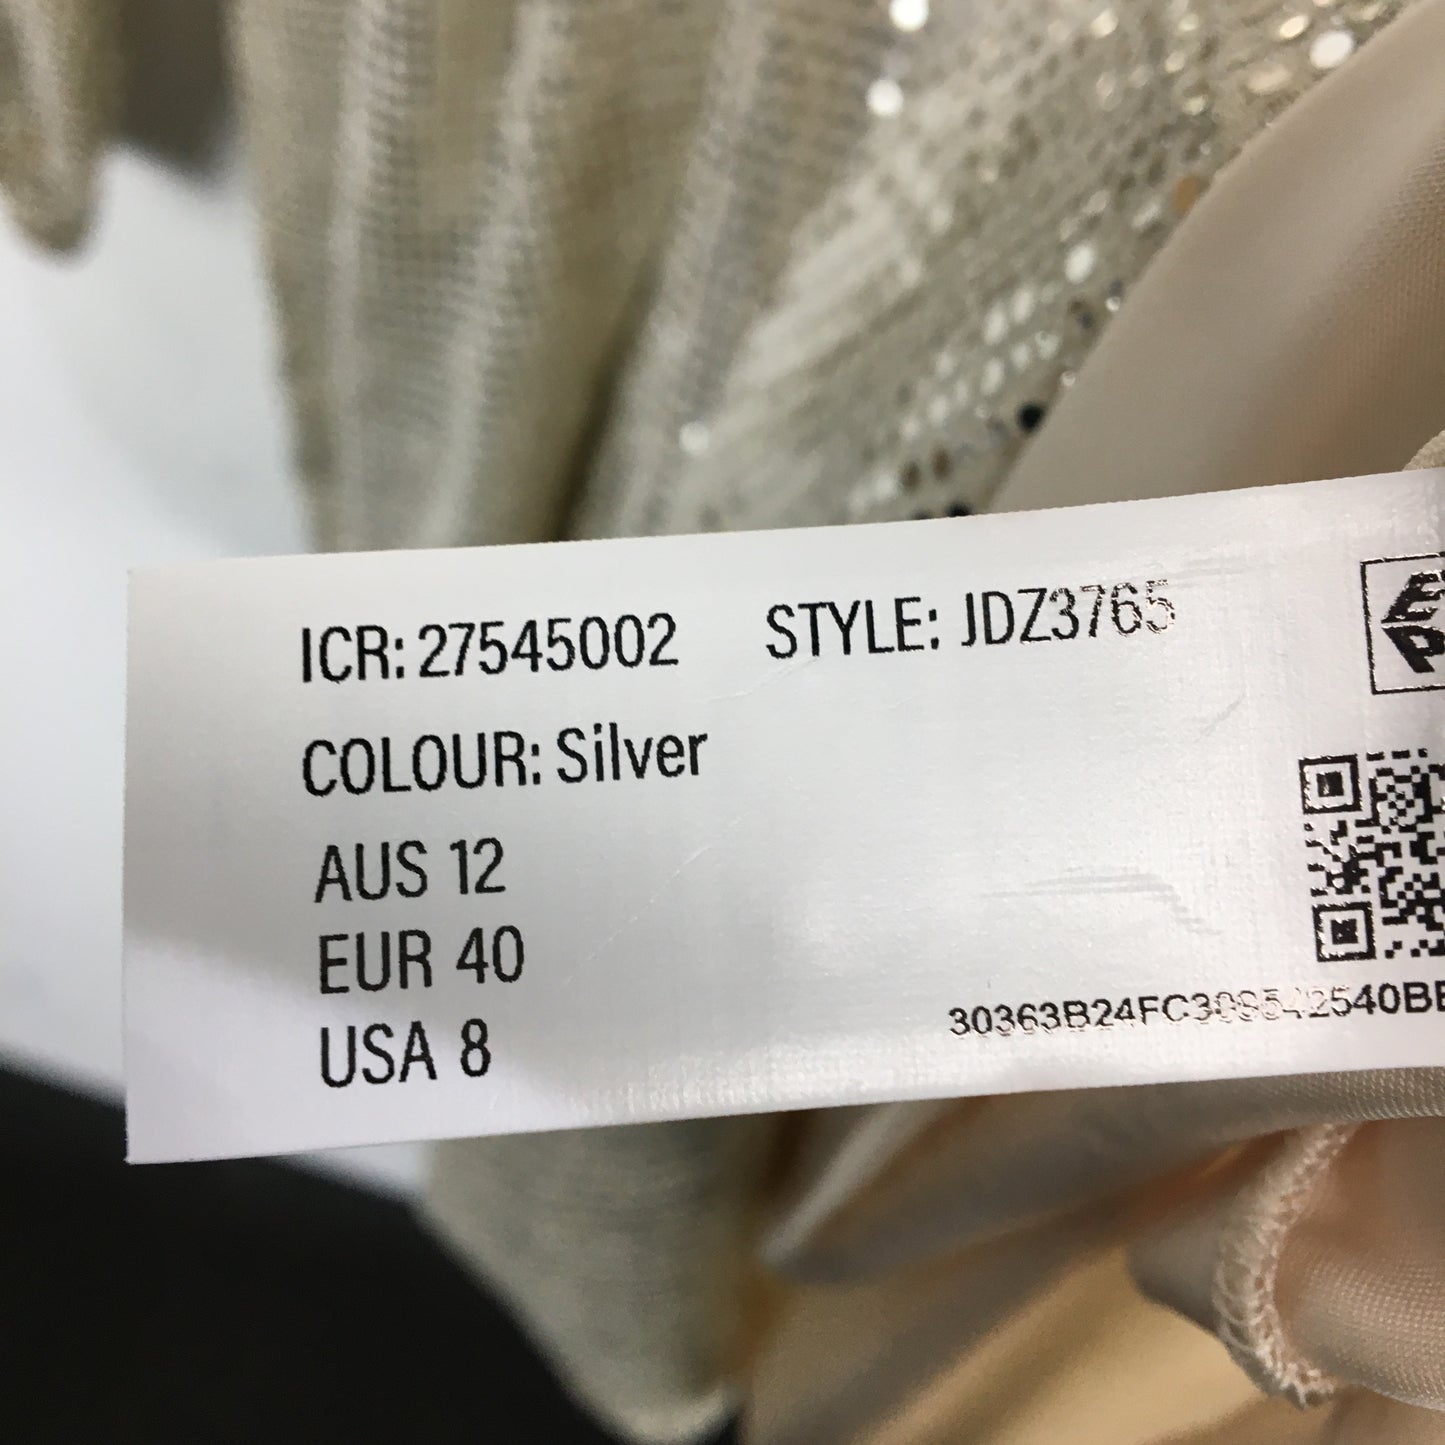 ICR: 27545002 STYLE: JDZ3765
COLOUR: Silver
AUS 12
EUR 40
USA 8